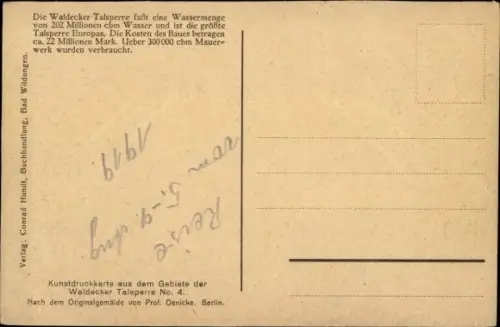 Die Waldecker Talsperre faßt eine Wassermenge
von 202 Millionen cbm Wasser und ist die größte
Talsperre Europas. Die Kosten des Baues betragen
ca. 22 Millionen Mark. Ueber 300 000 cbm Mauer-
werk wurden verbraucht.
Verlag: Conrad Hundt, Buchhandlung, Bad Wildungen.
Reise
vom 5.-9.
1919.
Kunstdruckkarte aus dem Gebiete der
Waldecker Talsperre No. 4.
Nach dem Originalgemälde von Prof. Oenicke, Berlin.